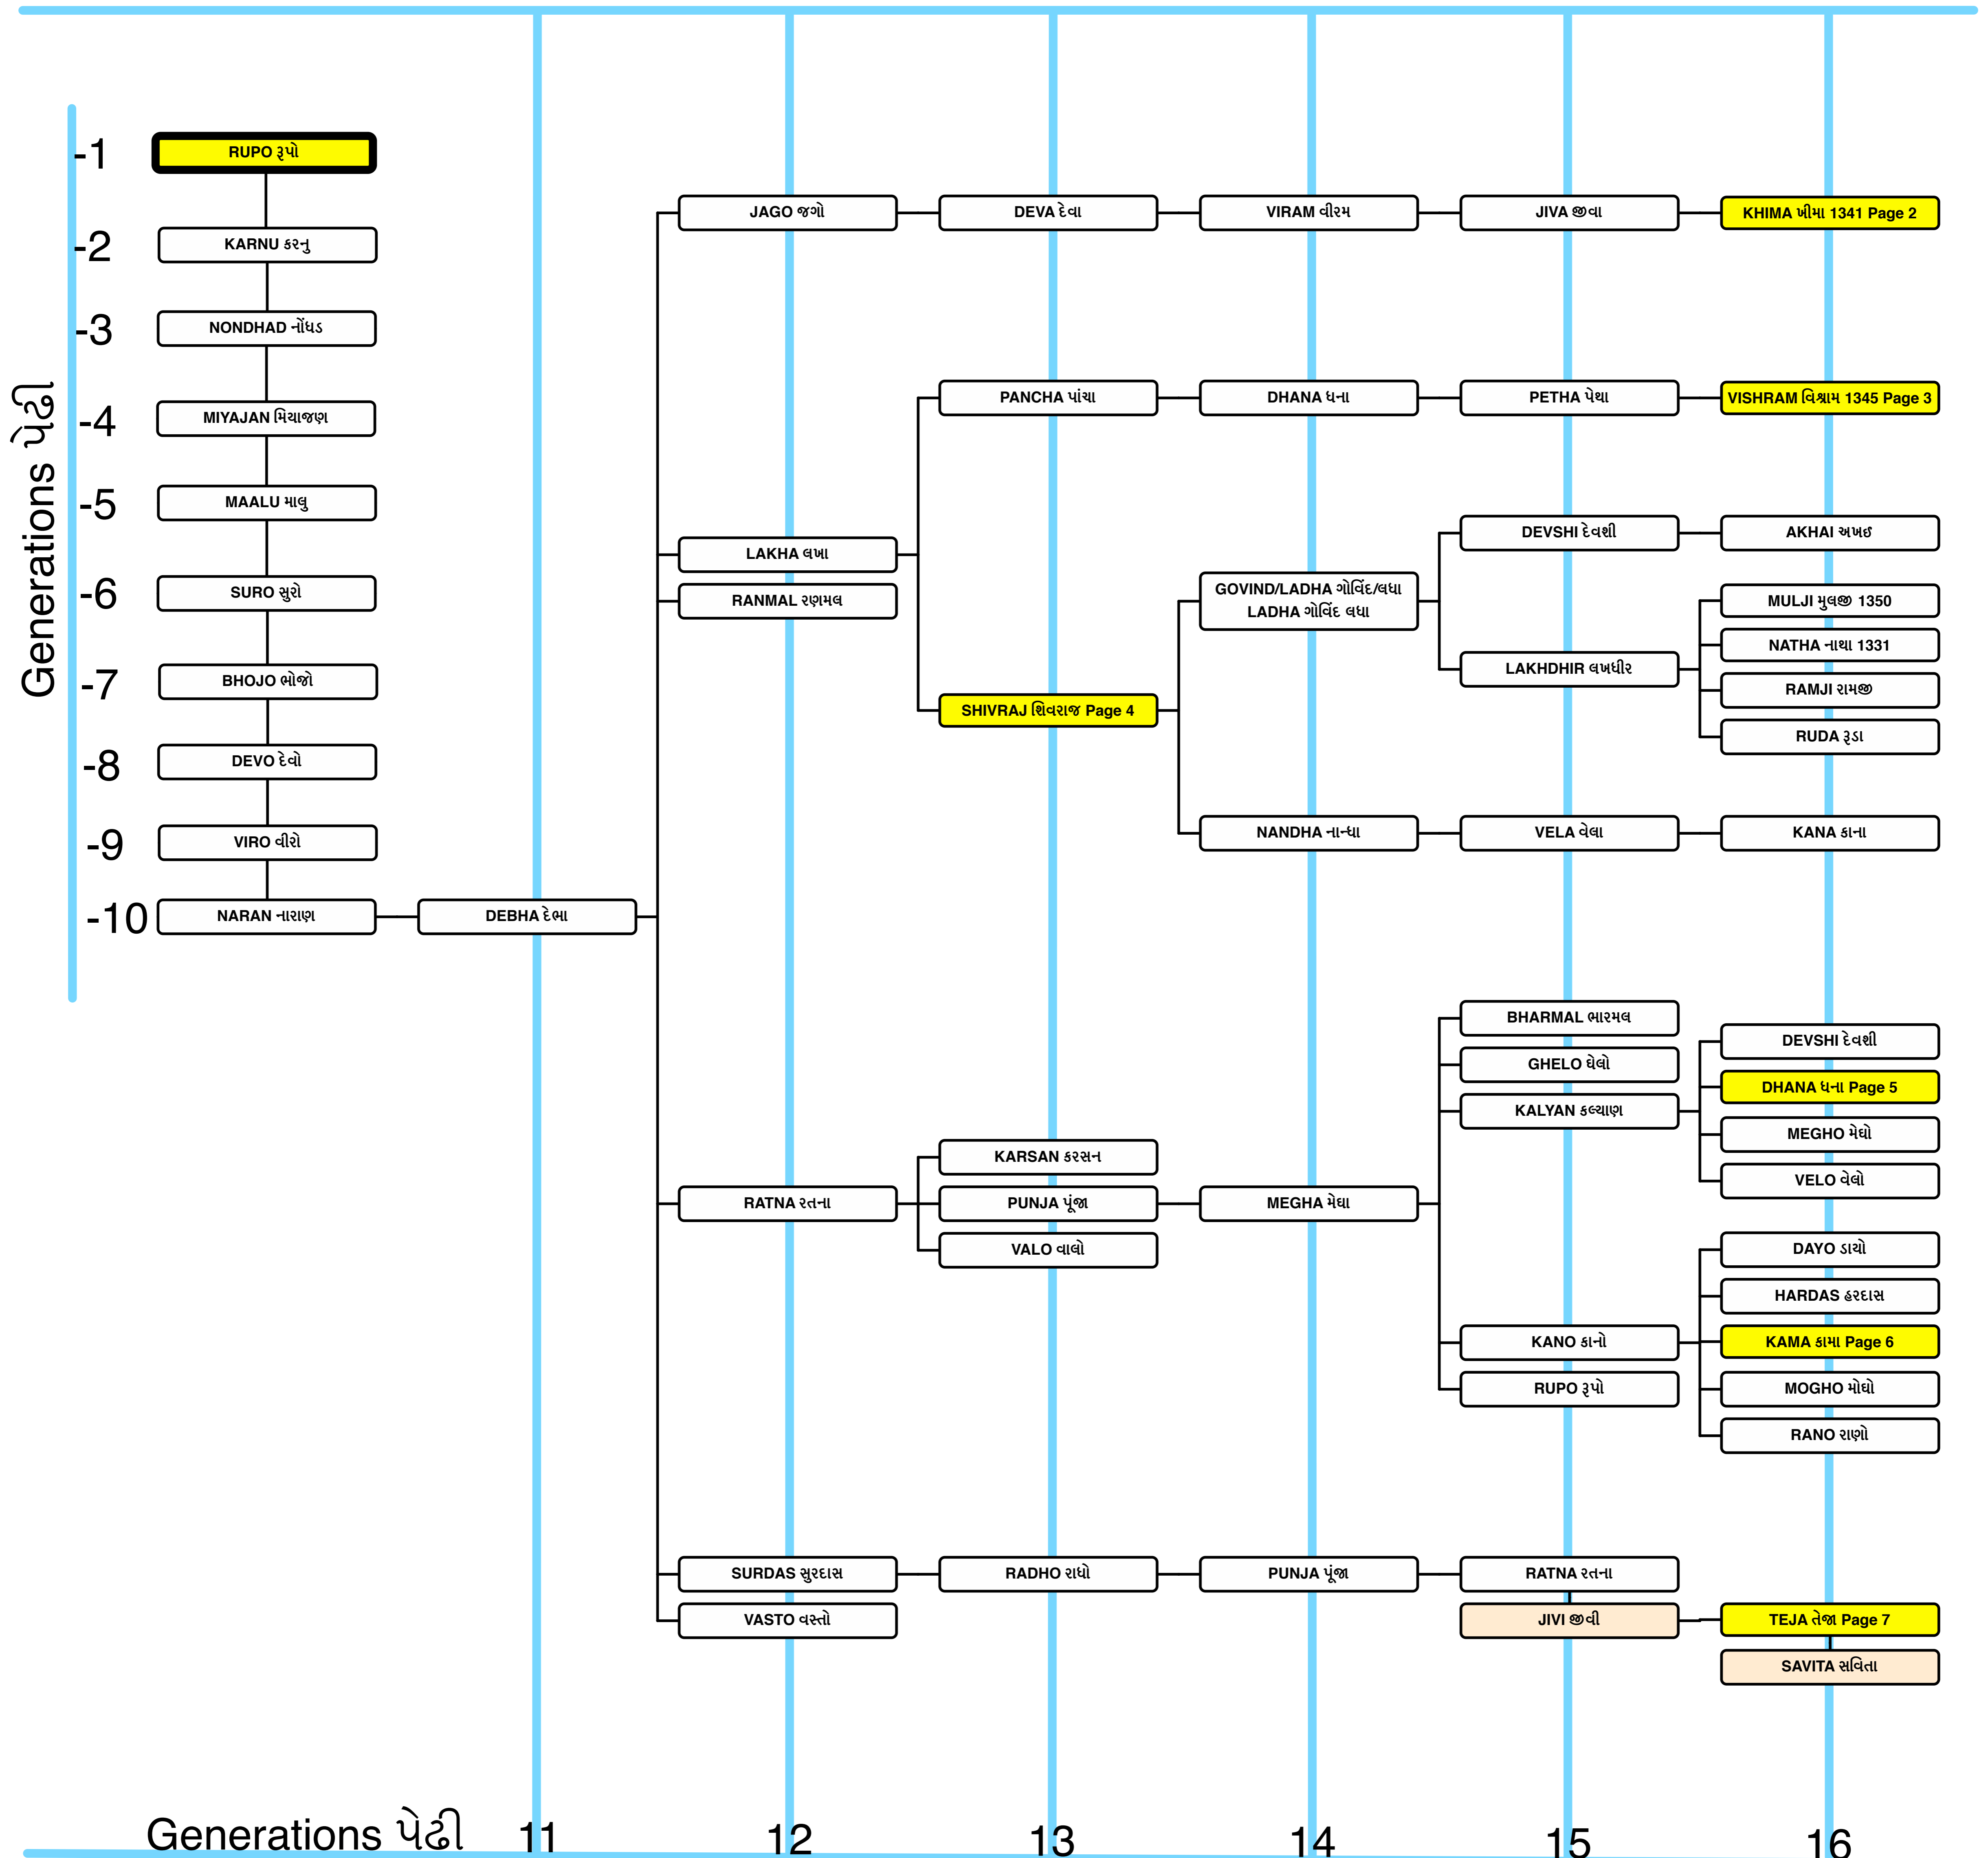 -1
RUPO રૂપો
-2
KARNU કરનુ
-3
NONDHAD નોંધડ
-4
MIYAJAN મિયાજણ
-5
MAALU માલુ
-6
SURO સુરો
-7
BHOJO ભોજો
-8
DEVO દેવો
-9
VIRO વીરો
-10
NARAN નારાણ
Generations પેઢી
DEBHA દેભા
JAGO જગો
DEVA દેવા
VIRAM વીરમ
JIVA જીવા
KHIMA ખીમા 1341 Page 2
LAKHA લખા
RANMAL રણમલ
PANCHA પાંચા
DHANA ધના
PETHA પેથા
VISHRAM વિશ્રામ 1345 Page 3
SHIVRAJ શિવરાજ Page 4
GOVIND/LADHA ગોવિંદ/લધા
LADHA ગોવિંદ લધા
DEVSHI દેવશી
AKHAI અખઈ
LAKHDHIR લખધીર
MULJI મુલજી 1350
NATHA નાથા 1331
RAMJI રામજી
RUDA રૂડા
NANDHA નાન્ધા
VELA વેલા
KANA કાના
RATNA રતના
KARSAN કરસન
PUNJA પૂંજા
VALO વાલો
MEGHA મેઘા
BHARMAL ભારમલ
GHELO ઘેલો
KALYAN કલ્યાણ
DEVSHI દેવશી
DHANA ધના Page 5
MEGHO મેઘો
VELO વેલો
KANO કાનો
RUPO રૂપો
DAYO ડાયો
HARDAS હરદાસ
KAMA કામા Page 6
MOGHO મોઘો
RANO રાણો
SURDAS સુરદાસ
VASTO વસ્તો
RADHO રાધો
PUNJA પૂંજા
RATNA રતના
JIVI જીવી
TEJA તેજા Page 7
SAVITA સવિતા
Generations પેઢી 11 12 13 14 15 16